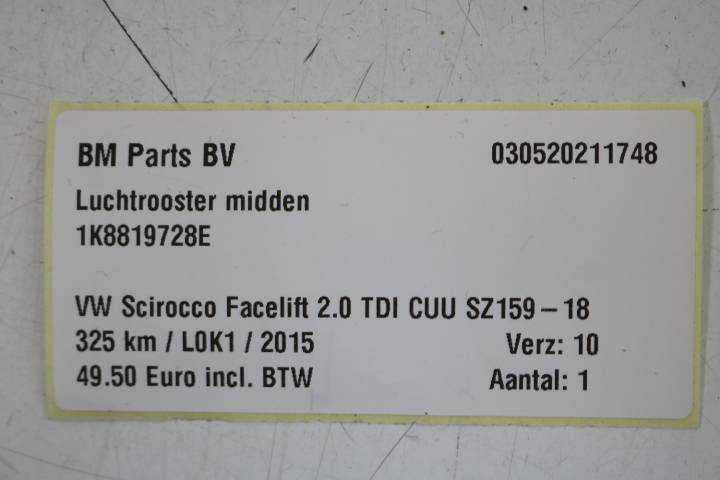 BM Parts BV 030520211748
Luchtrooster midden
1K8819728E
VW Scirocco Facelift 2.0 TDI CUU SZ159-18
325 km / L0K1 / 2015 Verz: 10
49.50 Euro incl. BTW Aantal: 1